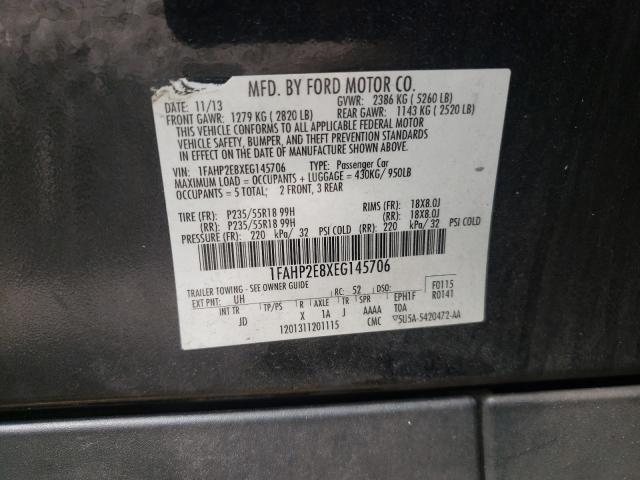 MFD. BY FORD MOTOR CO.
DATE: 11/13 GVWR: 2386 KG ( 5260 LB)
FRONT GAWR: 1279 KG ( 2820 LB) REAR GAWR: 1143 KG ( 2520 LB)
THIS VEHICLE CONFORMS TO ALL APPLICABLE FEDERAL MOTOR
VEHICLE SAFETY, BUMPER, AND THEFT PREVENTION STANDARDS
IN EFFECT ON THE DATE OF MANUFACTURE SHOWN ABOVE.
VIN: 1FAHP2E8XEG145706 TYPE: Passenger Car
MAXIMUM LOAD = OCCUPANTS + LUGGAGE = 430KG/ 950LB
OCCUPANTS = 5 TOTAL; 2 FRONT, 3 REAR
TIRE (FR): P235/55R18 99H RIMS (FR): 18X8.0J
(RR): P235/55R18 99H (RR): 18X8.0J
PRESSURE (FR): 220 kPa/ 32 PSI COLD (RR): 220 kPa/ 32 PSI COLD
1FAHP2E8XEG145706
TRAILER TOWING - SEE OWNER GUIDE F0115
EXT PNT: UH RC: 52 DSO: R0141
INT TR TP/PS R AXLE TR SPR EPH1F
JD X 1A J AAAA TOA
1201311201115 CMC 5U5A-5420472-AA